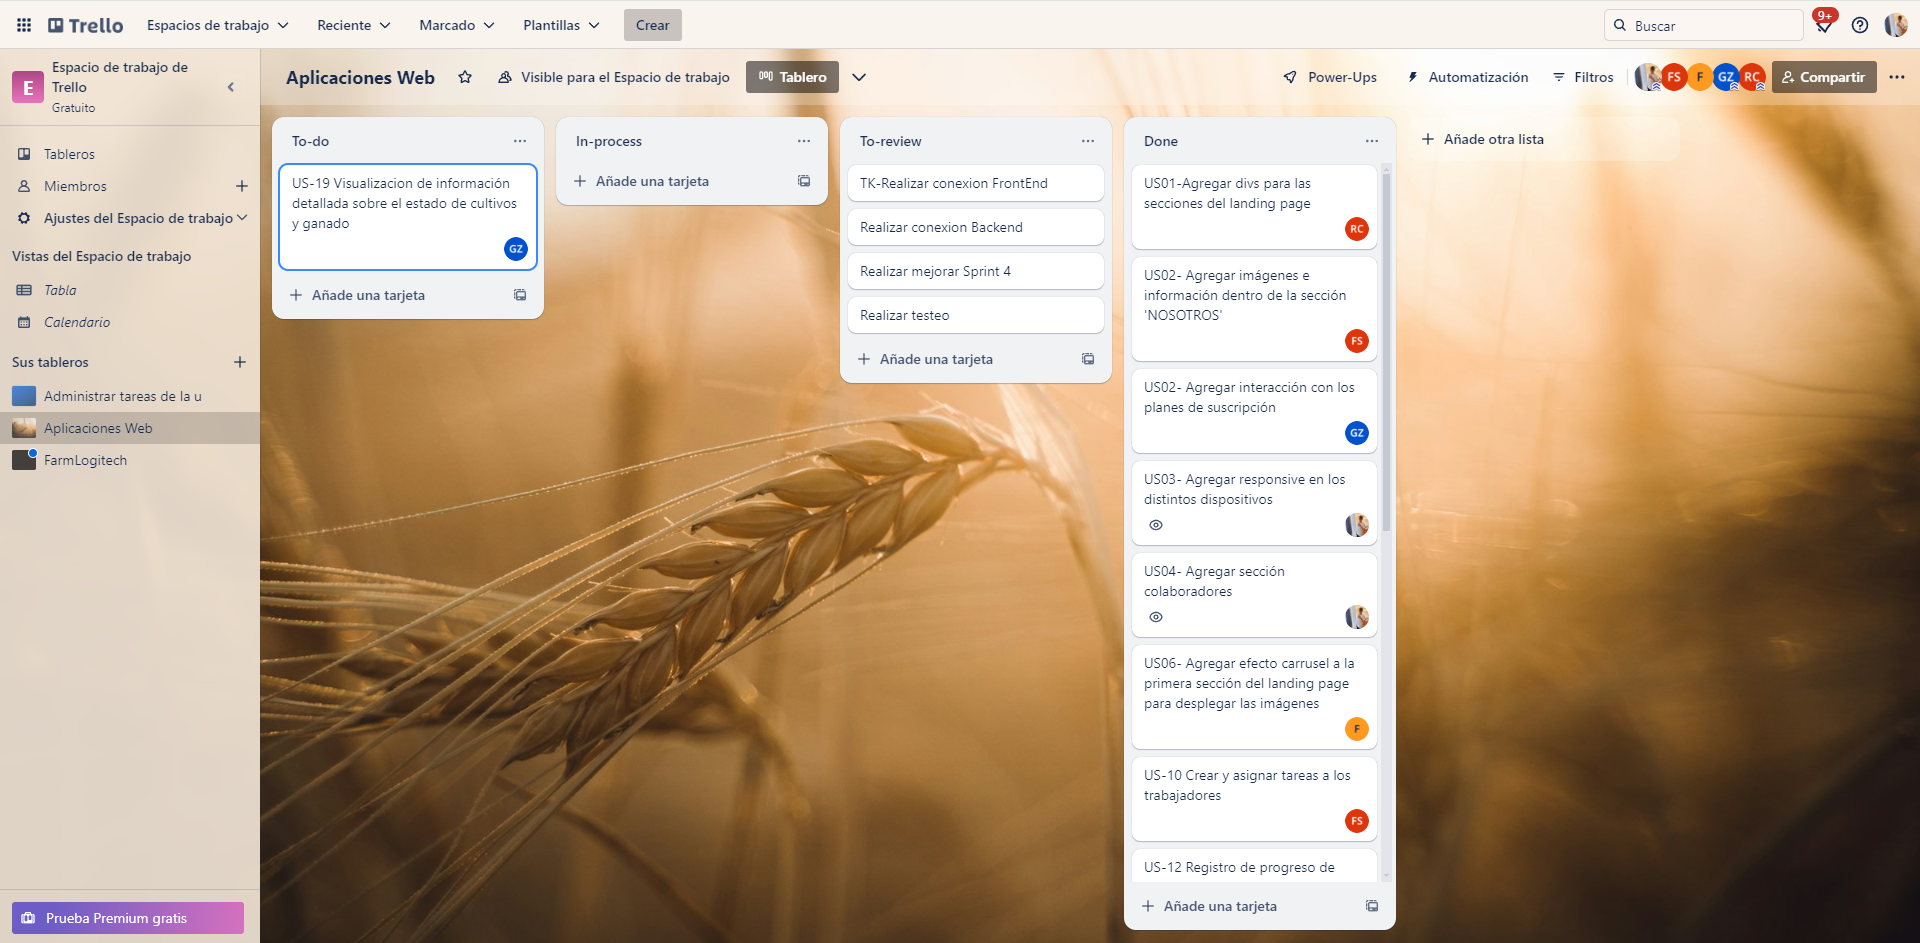 Trello
Espacios de trabajo
Reciente
Marcado
Plantillas
Crear
Buscar
9+
E
Espacio de trabajo de
Trello
Gratuito
Aplicaciones Web
Visible para el Espacio de trabajo
Tablero
Power-Ups
Automatización
Filtros
FS
F
GZ
RC
Compartir
Tableros
Miembros
Ajustes del Espacio de trabajo
Vistas del Espacio de trabajo
Tabla
Calendario
Sus tableros
Administrar tareas de la u
Aplicaciones Web
FarmLogitech
Prueba Premium gratis
To-do
US-19 Visualizacion de información
detallada sobre el estado de cultivos
y ganado
GZ
Añade una tarjeta
In-process
Añade una tarjeta
To-review
TK-Realizar conexion FrontEnd
Realizar conexion Backend
Realizar mejorar Sprint 4
Realizar testeo
Añade una tarjeta
Done
US01-Agregar divs para las
secciones del landing page
RC
US02- Agregar imágenes e
información dentro de la sección
'NOSOTROS'
FS
US02- Agregar interacción con los
planes de suscripción
GZ
US03- Agregar responsive en los
distintos dispositivos
US04- Agregar sección
colaboradores
US06- Agregar efecto carrusel a la
primera sección del landing page
para desplegar las imágenes
F
US-10 Crear y asignar tareas a los
trabajadores
FS
US-12 Registro de progreso de
Añade una tarjeta
Añade otra lista